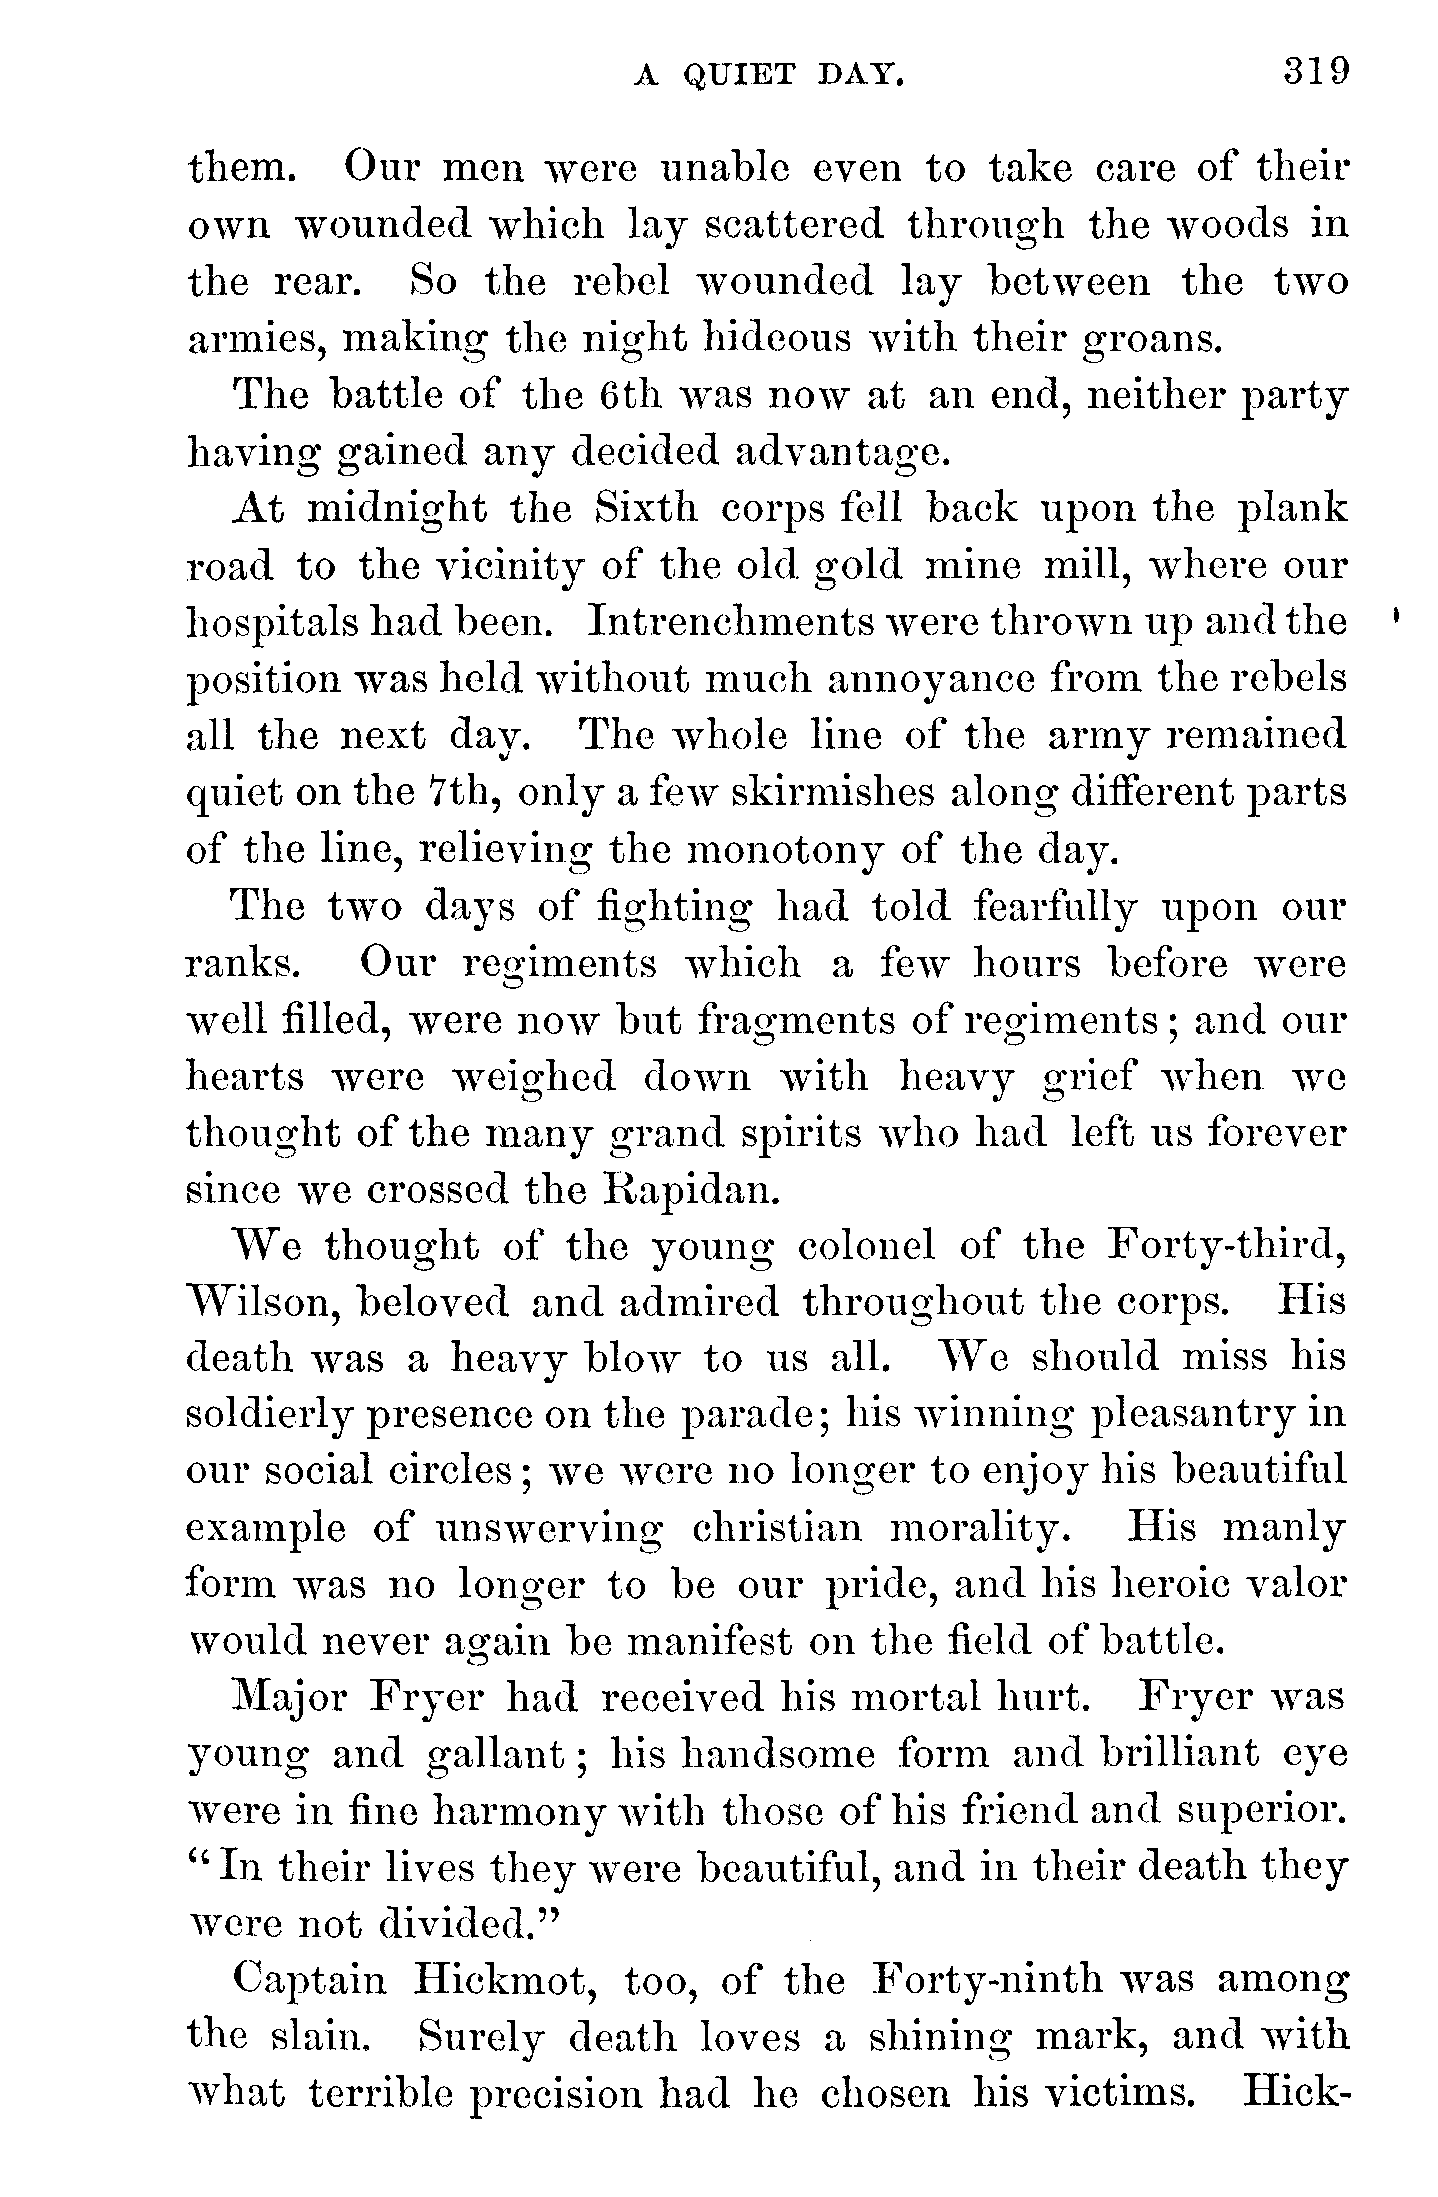 A QUIET DAY. 319
them. Our men were unable even to take care of their
own wounded which lay scattered through the woods in
the rear. So the rebel wounded lay between the two
armies, making the night hideous with their groans.
The battle of the 6th was now at an end, neither party
having gained any decided advantage.
At midnight the Sixth corps fell back upon the plank
road to the vicinity of the old gold mine mill, where our
hospitals had been. Intrenchments were thrown up and the
position was held without much annoyance from the rebels
all the next day. The whole line of the army remained
quiet on the 7th, only a few skirmishes along different parts
of the line, relieving the monotony of the day.
The two days of fighting had told fearfully upon our
ranks. Our regiments which a few hours before were
well filled, were now but fragments of regiments; and our
hearts were weighed down with heavy grief when we
thought of the many grand spirits who had left us forever
since we crossed the Rapidan.
We thought of the young colonel of the Forty-third,
Wilson, beloved and admired throughout the corps. His
death was a heavy blow to us all. We should miss his
soldierly presence on the parade; his winning pleasantry in
our social circles; we were no longer to enjoy his beautiful
example of unswerving christian morality. His manly
form was no longer to be our pride, and his heroic valor
would never again be manifest on the field of battle.
Major Fryer had received his mortal hurt. Fryer was
young and gallant; his handsome form and brilliant eye
were in fine harmony with those of his friend and superior.
“In their lives they were beautiful, and in their death they
were not divided.”
Captain Hickmot, too, of the Forty-ninth was among
the slain. Surely death loves a shining mark, and with
what terrible precision had he chosen his victims. Hick-